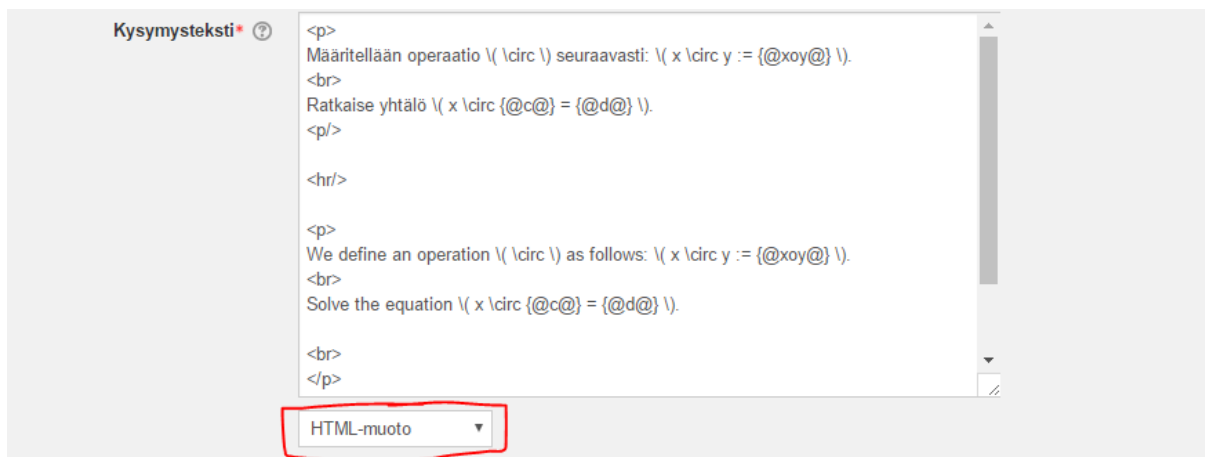 Kysymysteksti*
<p>
Määritellään operaatio \( \circ \) seuraavasti: \( x \circ y := {@xoy@} \).
<br>
Ratkaise yhtälö \( x \circ {@c@} = {@d@} \).
<p/>
<hr/>
<p>
We define an operation \( \circ \) as follows: \( x \circ y := {@xoy@} \).
<br>
Solve the equation \( x \circ {@c@} = {@d@} \).
<br>
</p>
HTML-muoto